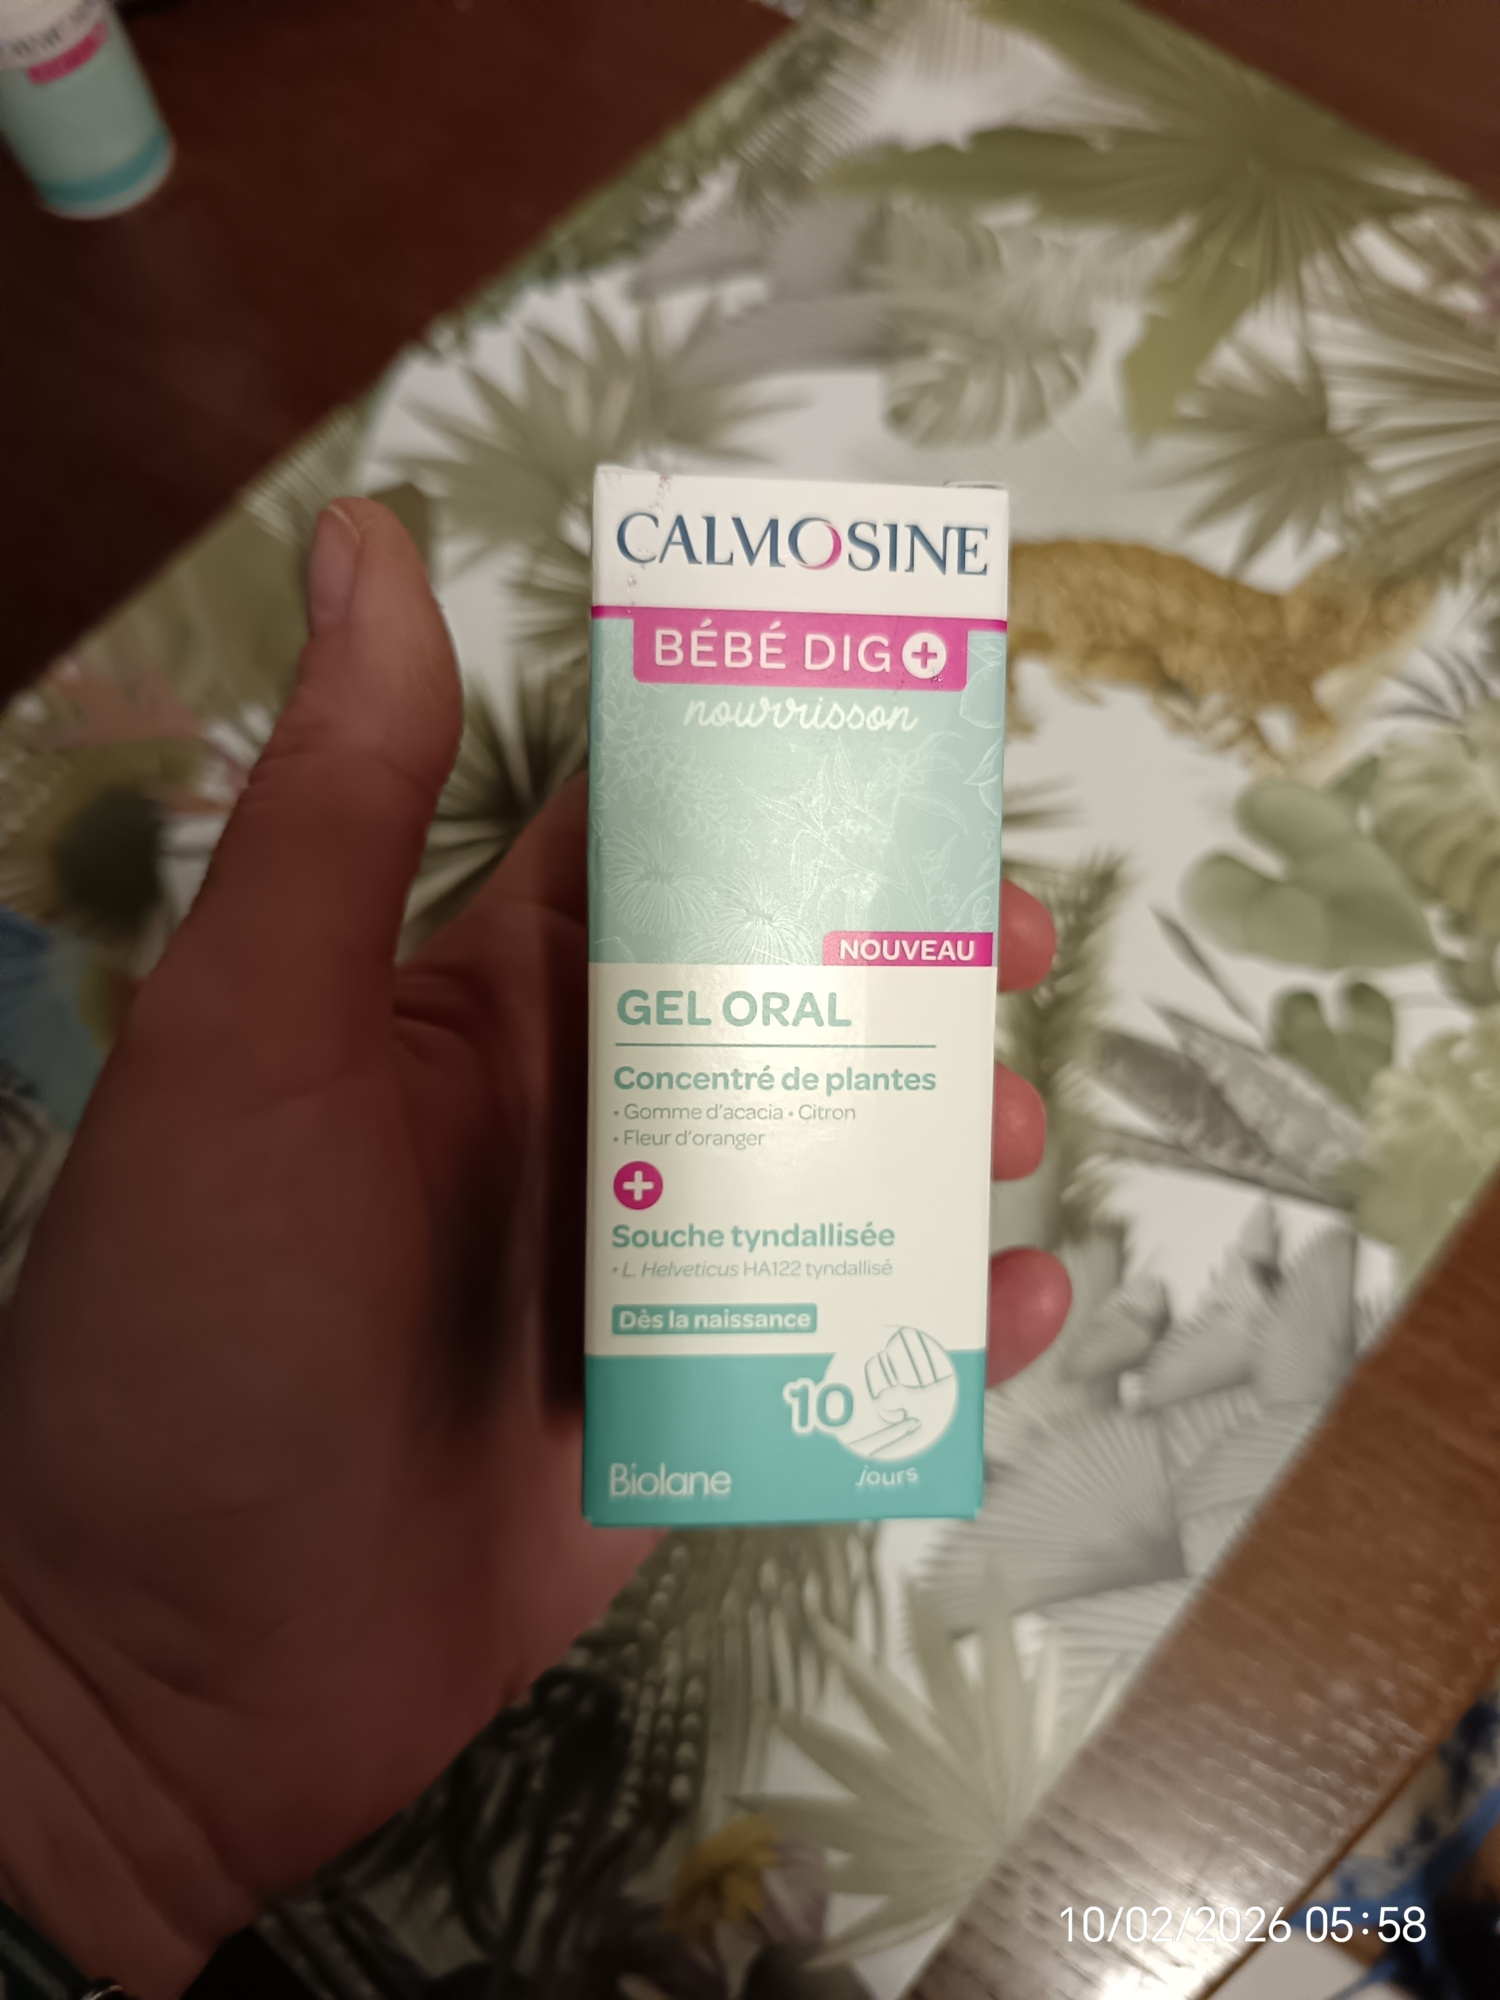 CALMOSINE
BÉBÉ DIG +
nourrisson
NOUVEAU
GEL ORAL
Concentré de plantes
• Gomme d'acacia • Citron
• Fleur d'oranger
+
Souche tyndallisée
• L. Helveticus HA122 tyndallisé
Dès la naissance
10
jours
Biolane
10/02/2026 05:58